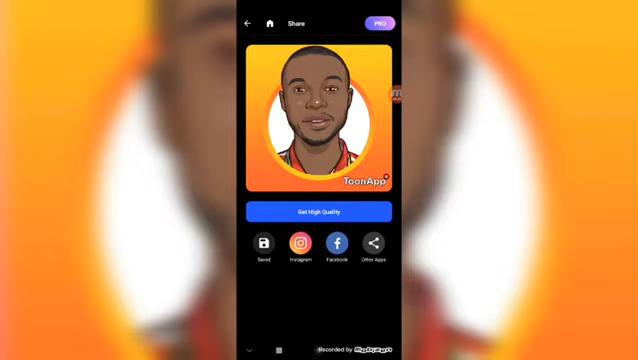 Share
PRO
ToonApp
Get High Quality
Saved
Instagram
Facebook
Other Apps
Recorded by